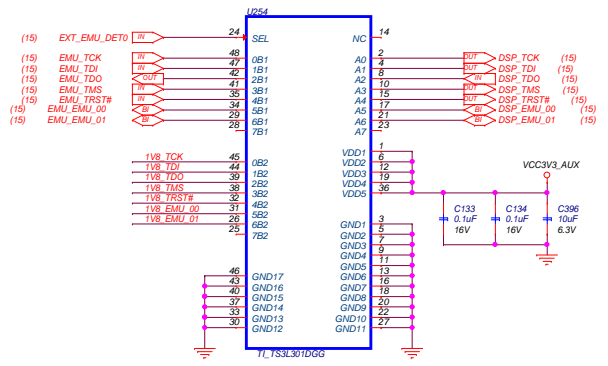 U254
(15) EXT_EMU_DET0 IN 24 SEL NC 14
(15) EMU_TCK IN 48 0B1 A0 2 OUT DSP_TCK (15)
(15) EMU_TDI IN 47 1B1 A1 4 OUT DSP_TDI (15)
(15) EMU_TDO OUT 42 2B1 A2 8 IN DSP_TDO (15)
(15) EMU_TMS IN 41 3B1 A3 10 OUT DSP_TMS (15)
(15) EMU_TRST# IN 35 4B1 A4 15 OUT DSP_TRST# (15)
(15) EMU_EMU_00 BI 34 5B1 A5 17 BI DSP_EMU_00 (15)
(15) EMU_EMU_01 BI 29 6B1 A6 21 BI DSP_EMU_01 (15)
28 7B1 A7 23
VDD1 1
1V8_TCK 45 0B2 VDD2 6
1V8_TDI 44 1B2 VDD3 12
1V8_TDO 39 2B2 VDD4 19
1V8_TMS 38 3B2 VDD5 36
1V8_TRST# 32 4B2
1V8_EMU_00 31 5B2
1V8_EMU_01 26 6B2
25 7B2
VCC3V3_AUX
C133 C134 C396
0.1uF 0.1uF 10uF
16V 16V 6.3V
GND1 3
GND2 5
GND3 7
GND4 9
GND5 11
46 GND17 GND6 13
43 GND16 GND7 16
40 GND15 GND8 18
37 GND14 GND9 20
33 GND13 GND10 22
30 GND12 GND11 27
TI_TS3L301DGG